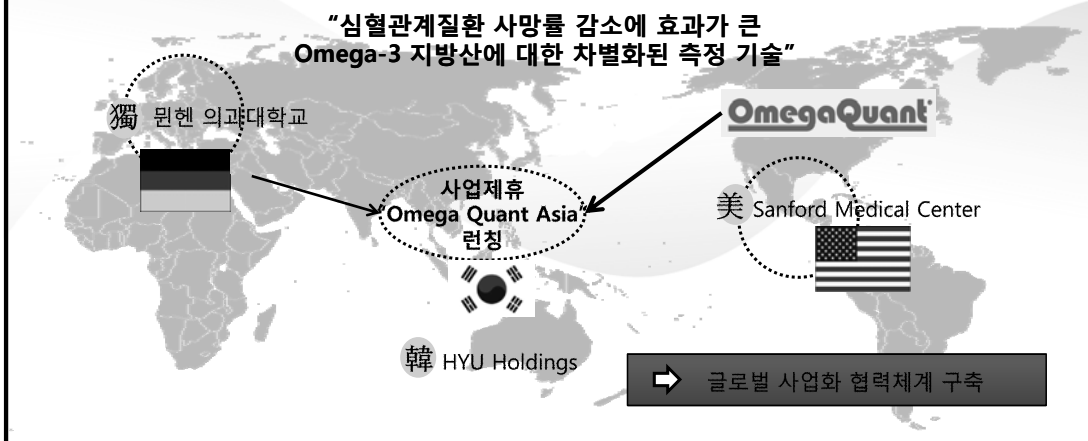 “심혈관계질환 사망률 감소에 효과가 큰
Omega-3 지방산에 대한 차별화된 측정 기술”
獨 뮌헨 의과대학교
OmegaQuant
사업제휴
“Omega Quant Asia”
런칭
美 Sanford Medical Center
韓 HYU Holdings
글로벌 사업화 협력체계 구축